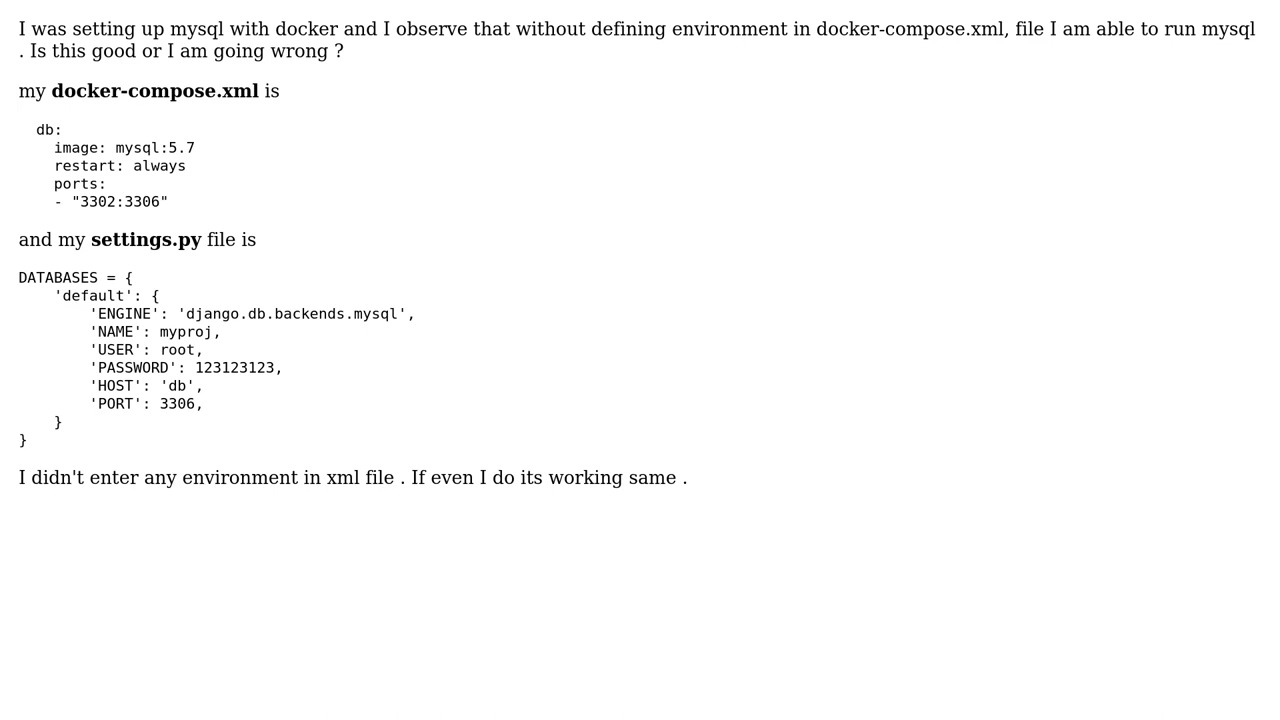 I was setting up mysql with docker and I observe that without defining environment in docker-compose.xml, file I am able to run mysql
. Is this good or I am going wrong ?
my docker-compose.xml is
  db:
    image: mysql:5.7
    restart: always
    ports:
    - "3302:3306"
and my settings.py file is
DATABASES = {
    'default': {
        'ENGINE': 'django.db.backends.mysql',
        'NAME': myproj,
        'USER': root,
        'PASSWORD': 123123123,
        'HOST': 'db',
        'PORT': 3306,
    }
}
I didn't enter any environment in xml file . If even I do its working same .